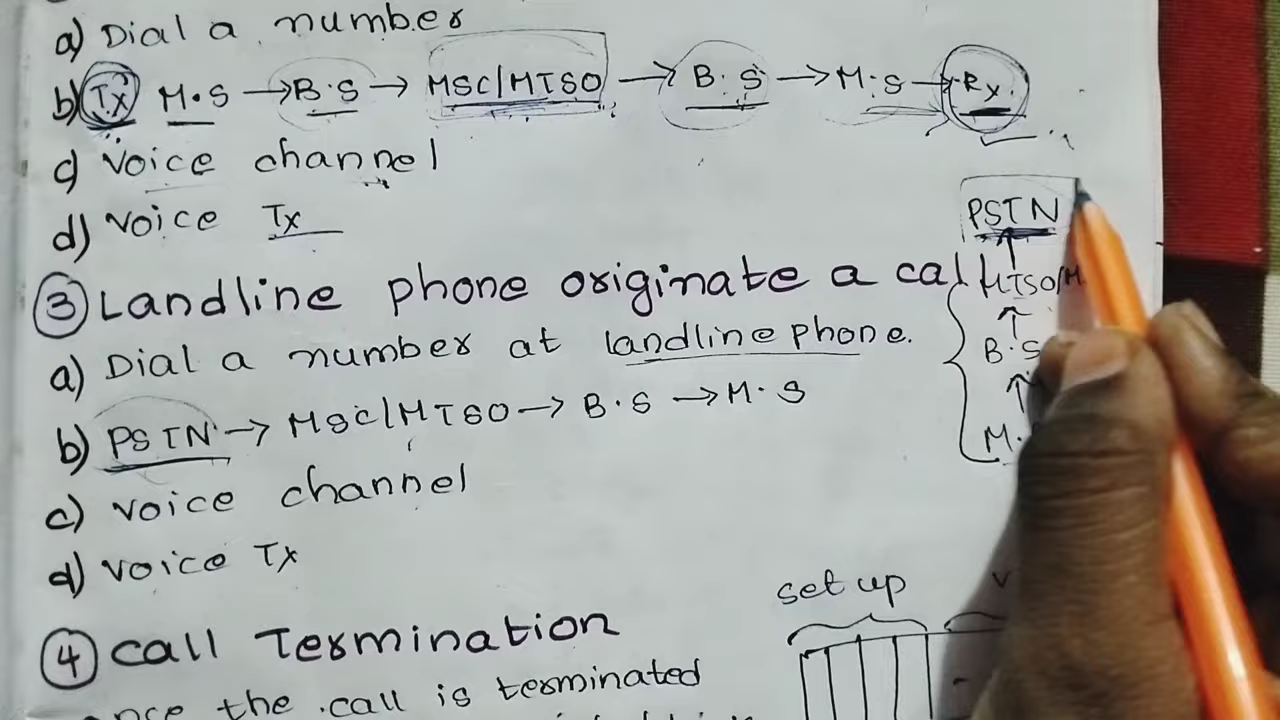 a) Dial a number
b) Tx M.S → B.S → MSC/MTSO → B.S → M.S → Rx
c) voice channel
d) voice Tx
PSTN
③ Landline phone originate a call
MTSO/M
a) Dial a number at landline phone.
B.S
b) PSTN → MSC/MTSO → B.S → M.S
M.
c) voice channel
d) voice Tx
set up
④ call Termination
the call is terminated